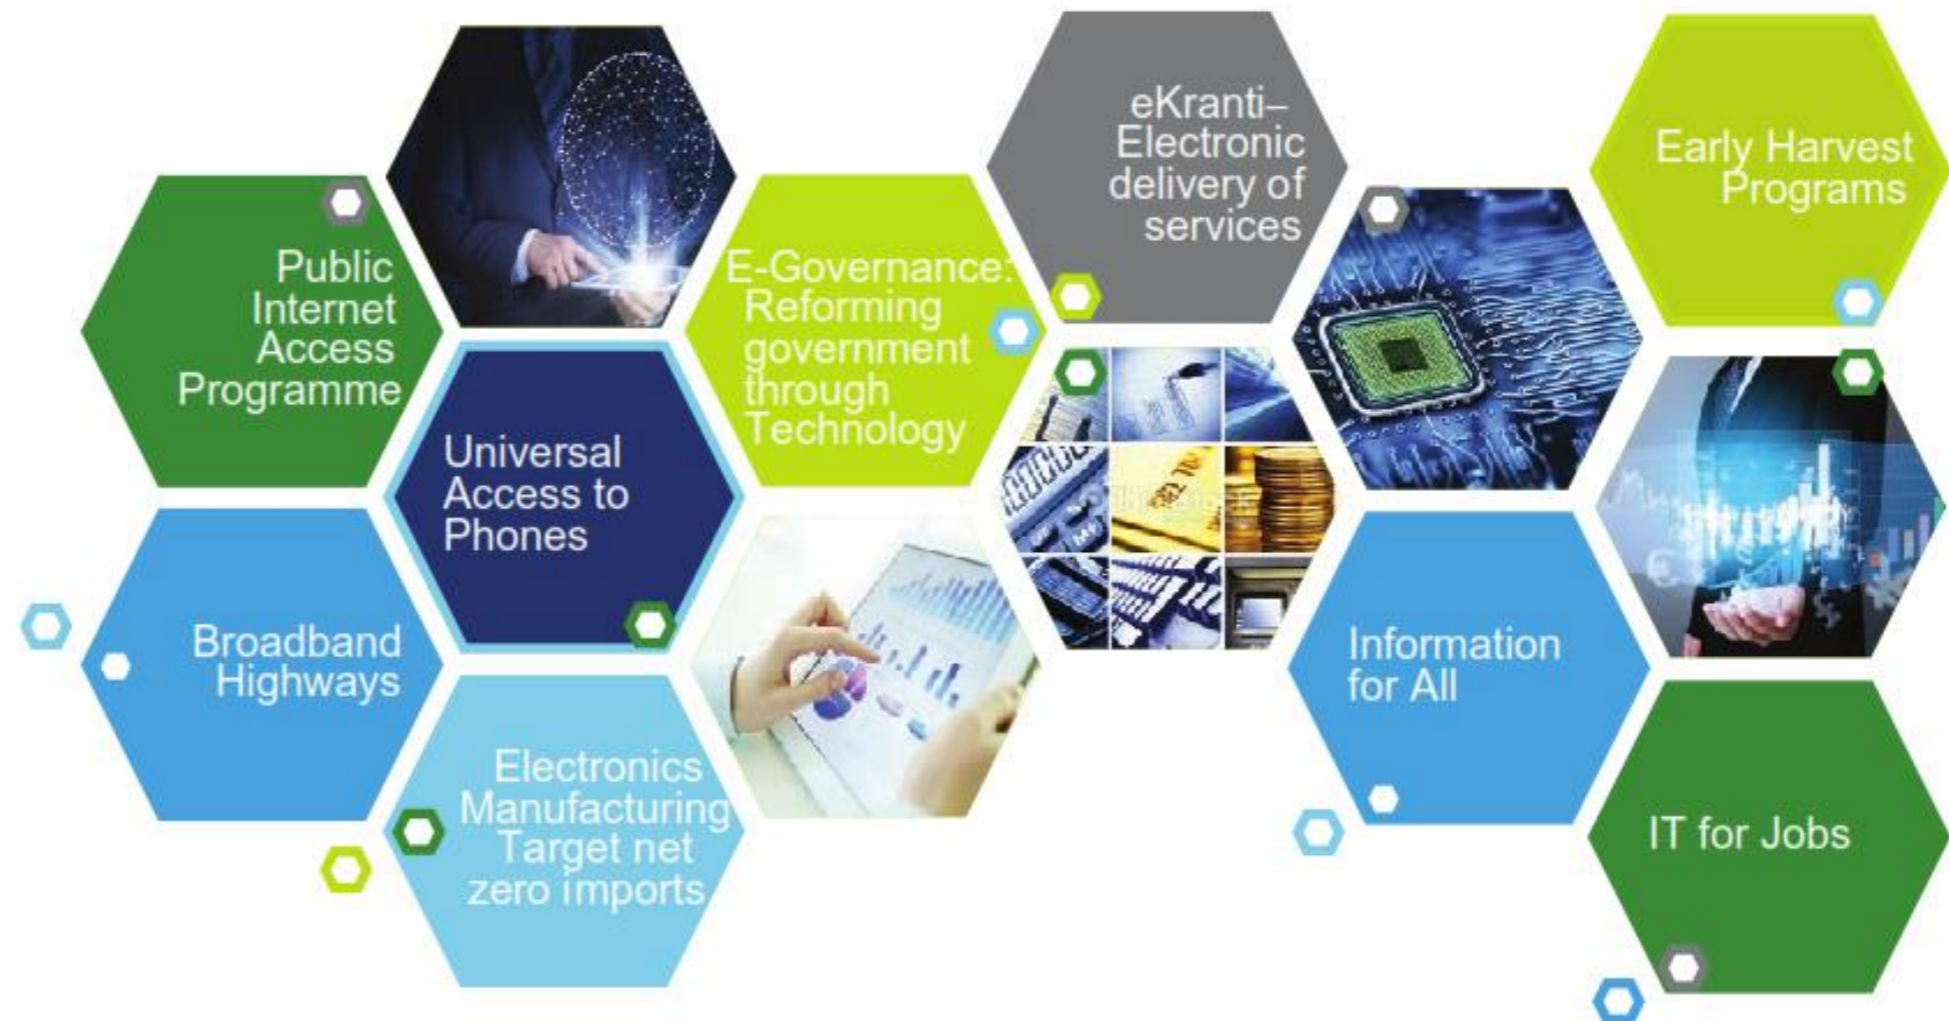 Public
Internet
Access
Programme
Broadband
Highways
Universal
Access to
Phones
Electronics
Manufacturing
Target net
zero imports
E-Governance:
Reforming
government
through
Technology
eKranti–
Electronic
delivery of
services
Information
for All
Early Harvest
Programs
IT for Jobs